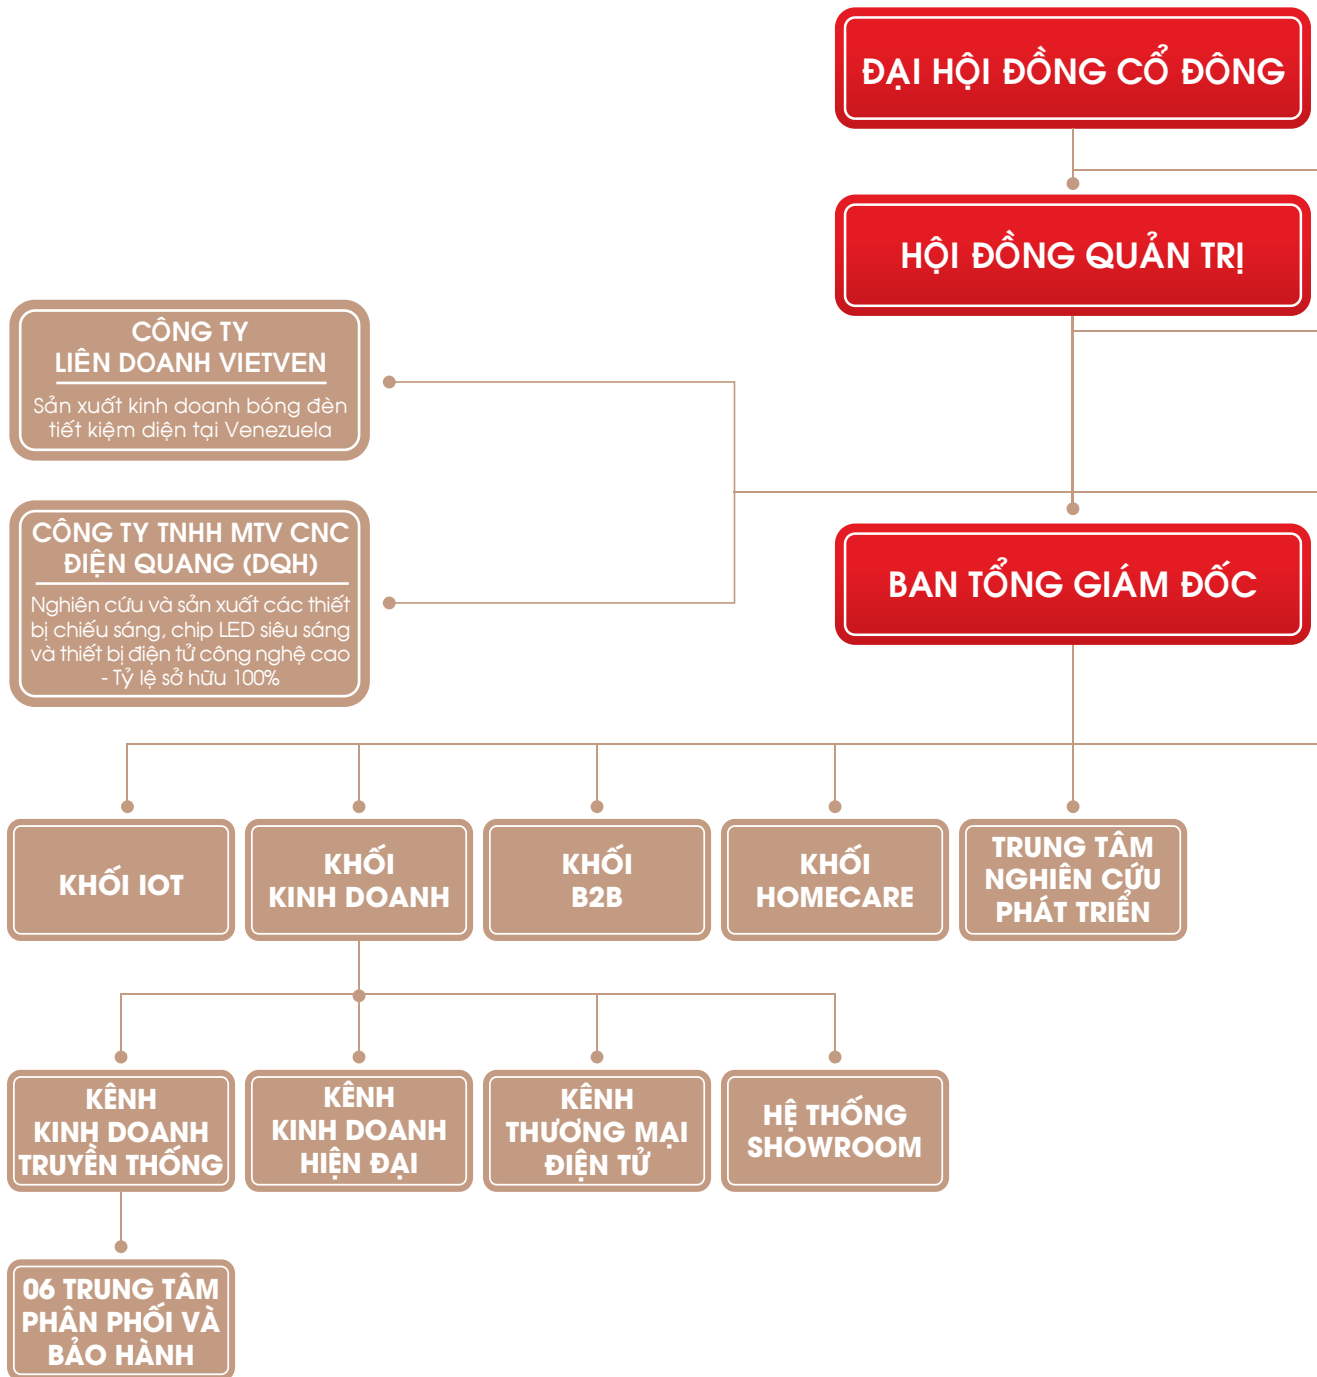 ĐẠI HỘI ĐỒNG CỔ ĐÔNG
HỘI ĐỒNG QUẢN TRỊ
CÔNG TY
LIÊN DOANH VIETVEN
Sản xuất kinh doanh bóng đèn
tiết kiệm diện tại Venezuela
CÔNG TY TNHH MTV CNC
ĐIỆN QUANG (DQH)
Nghiên cứu và sản xuất các thiết
bị chiếu sáng, chip LED siêu sáng
và thiết bị điện tử công nghệ cao
- Tỷ lệ sở hữu 100%
BAN TỔNG GIÁM ĐỐC
KHỐI IOT
KHỐI
KINH DOANH
KHỐI
B2B
KHỐI
HOMECARE
TRUNG TÂM
NGHIÊN CỨU
PHÁT TRIỂN
KÊNH
KINH DOANH
TRUYỀN THỐNG
KÊNH
KINH DOANH
HIỆN ĐẠI
KÊNH
THƯƠNG MẠI
ĐIỆN TỬ
HỆ THỐNG
SHOWROOM
06 TRUNG TÂM
PHÂN PHỐI VÀ
BẢO HÀNH